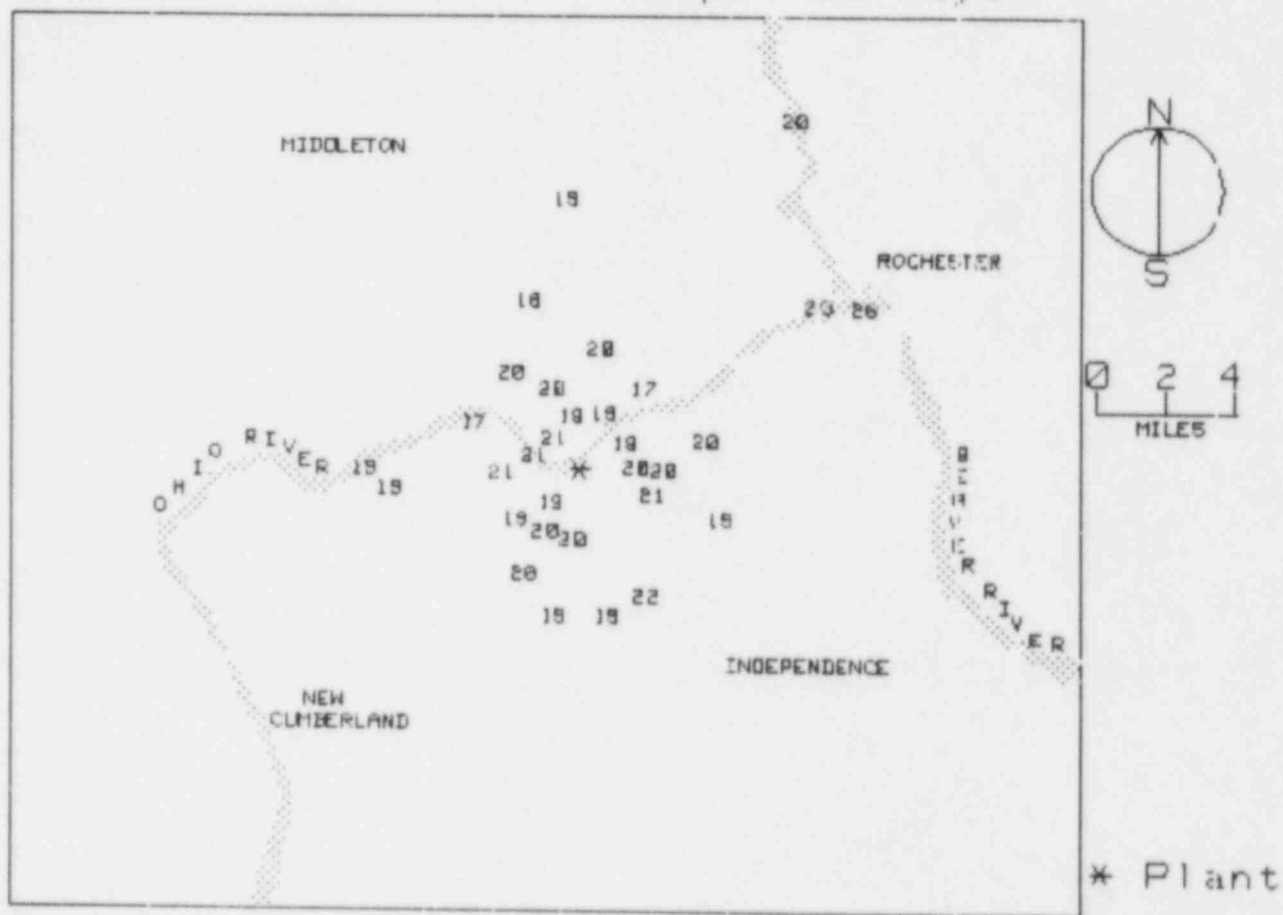 N
20
MIDDLETON
19
ROCHESTER
S
18
20 26
20
20 20 17
0 2 4
MILES
17 18 19
OHIO RIVER 21 19 20
21
19 21 * 20 20
19 21
19
19 19
20 20
20
22
19 19
RIVER
INDEPENDENCE
NEW
CUMBERLAND
* Plant